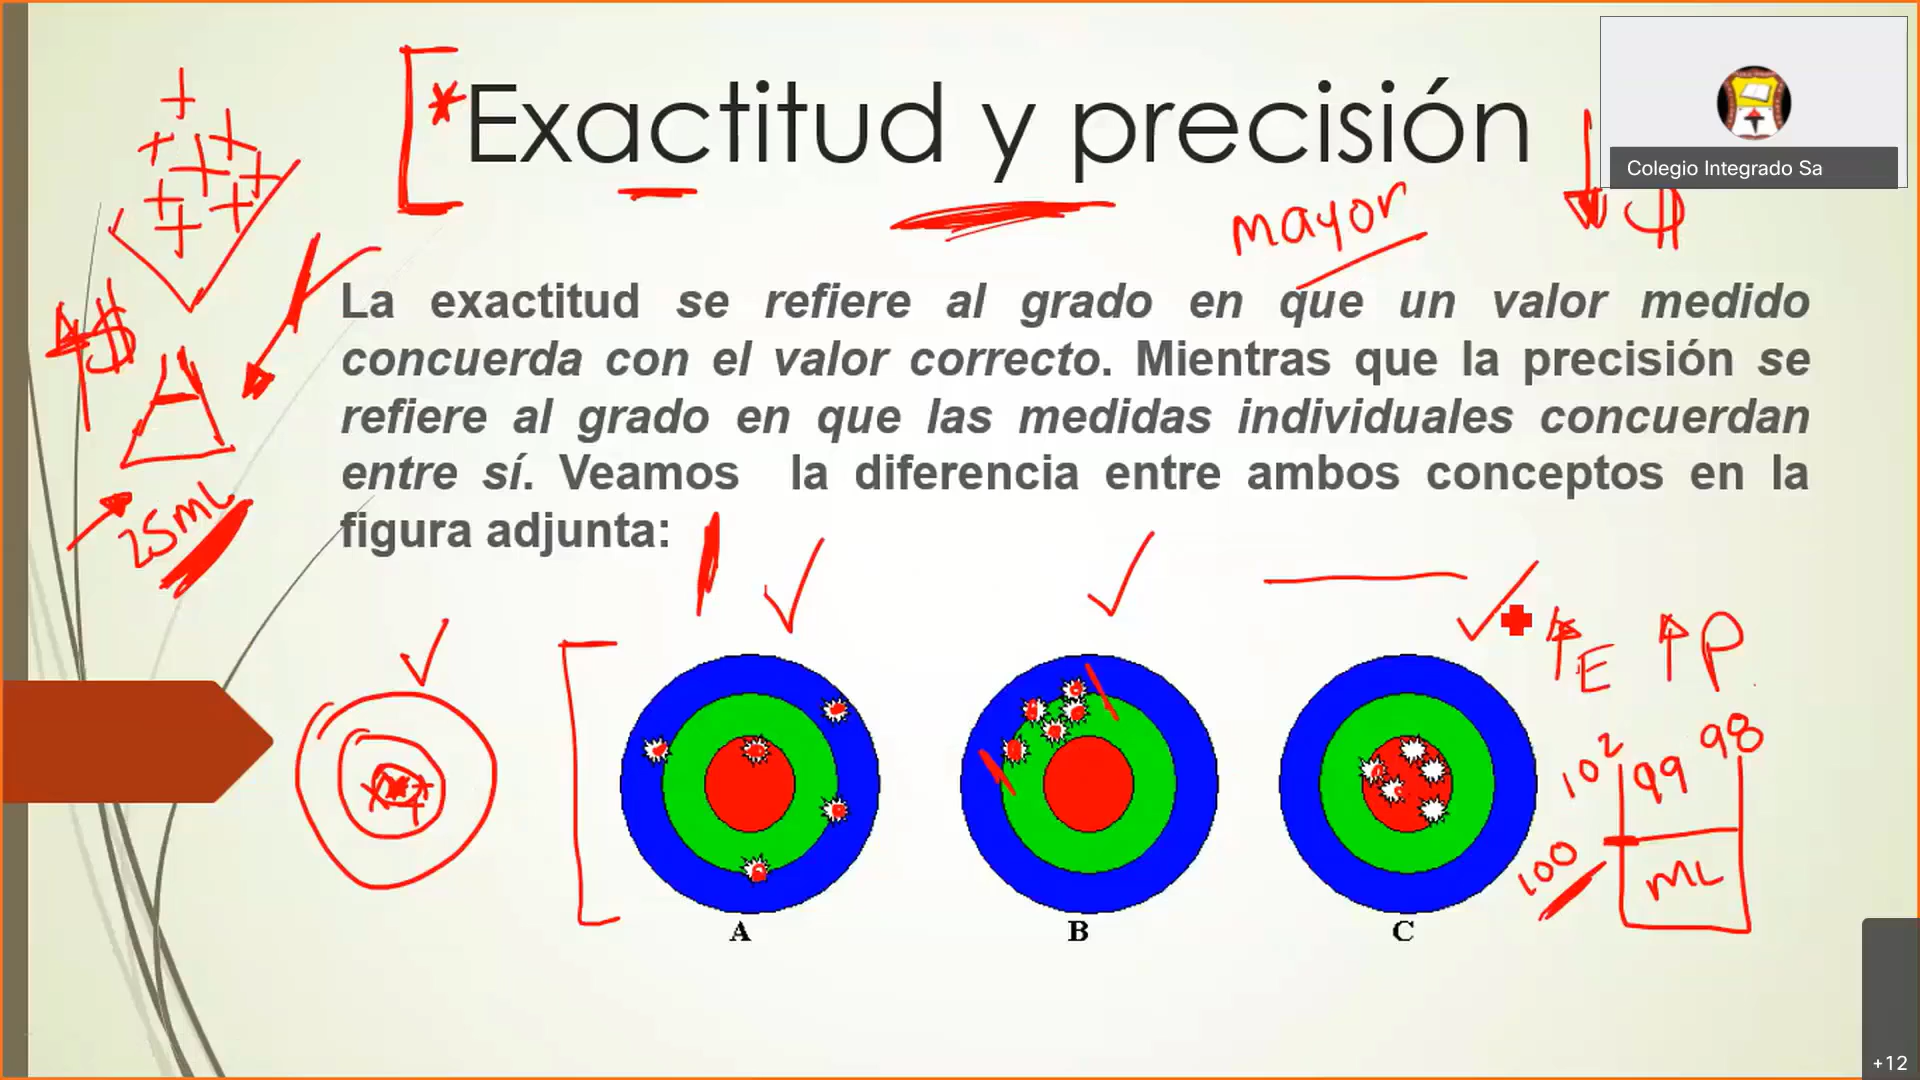 *Exactitud y precisión
Colegio Integrado Sa
mayor
$
La exactitud se refiere al grado en que un valor medido
concuerda con el valor correcto. Mientras que la precisión se
refiere al grado en que las medidas individuales concuerdan
entre sí. Veamos la diferencia entre ambos conceptos en la
figura adjunta:
$
25mL
E P
102 99 98
100
mL
A B C
+12